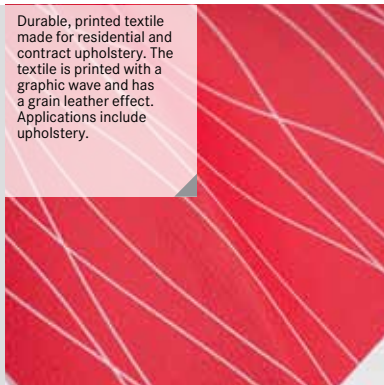 Durable, printed textile
made for residential and
contract upholstery. The
textile is printed with a
graphic wave and has
a grain leather effect.
Applications include
upholstery.